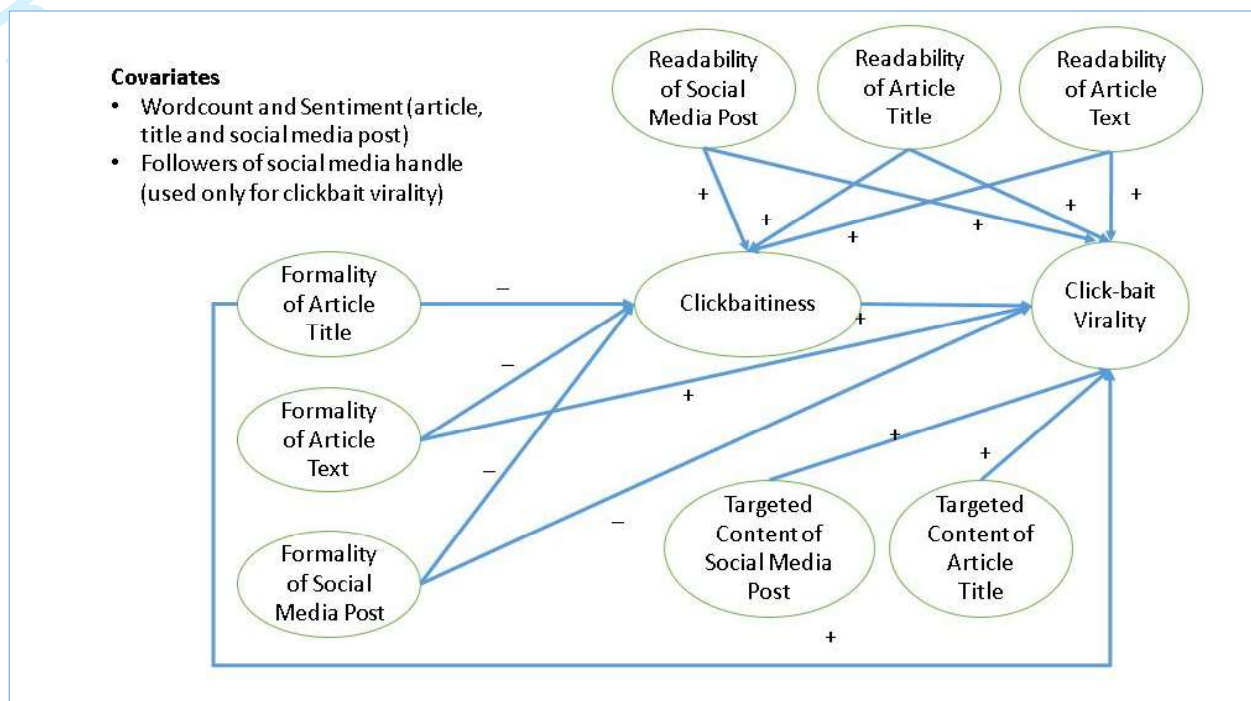 Covariates
• Wordcount and Sentiment (article,
title and social media post)
• Followers of social media handle
(used only for clickbait virality)
Readability
of Social
Media Post
Readability
of Article
Title
Readability
of Article
Text
+
+
+
+
+
+
Formality
of Article
Title
–
Clickbaitiness
+
Click-bait
Virality
–
Formality
of Article
Text
+
–
+
+
Formality
of Social
Media Post
–
Targeted
Content of
Social Media
Post
Targeted
Content of
Article
Title
+